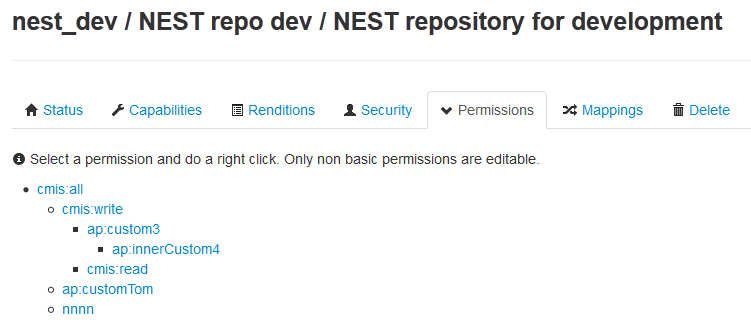 nest_dev / NEST repo dev / NEST repository for development
Status Capabilities Renditions Security Permissions Mappings Delete
Select a permission and do a right click. Only non basic permissions are editable.
cmis:all
cmis:write
ap:custom3
ap:innerCustom4
cmis:read
ap:customTom
nnnn